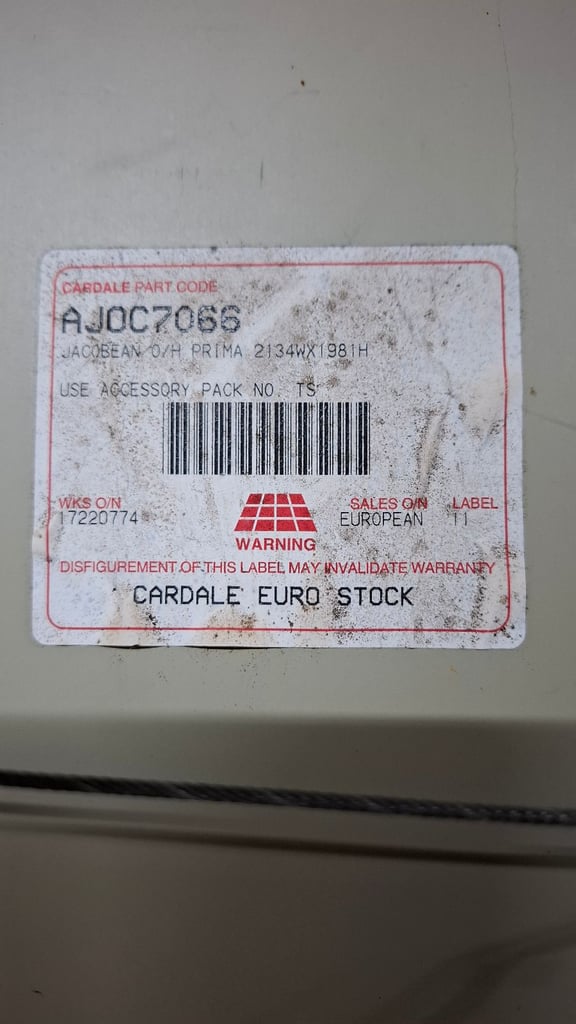 CARDALE PART CODE
AJOC7066
JACOBEAN O/H PRIMA 2134WX1981H
USE ACCESSORY PACK NO. TS
WKS O/N SALES O/N LABEL
17220774 EUROPEAN 11
WARNING
DISFIGUREMENT OF THIS LABEL MAY INVALIDATE WARRANTY
CARDALE EURO STOCK